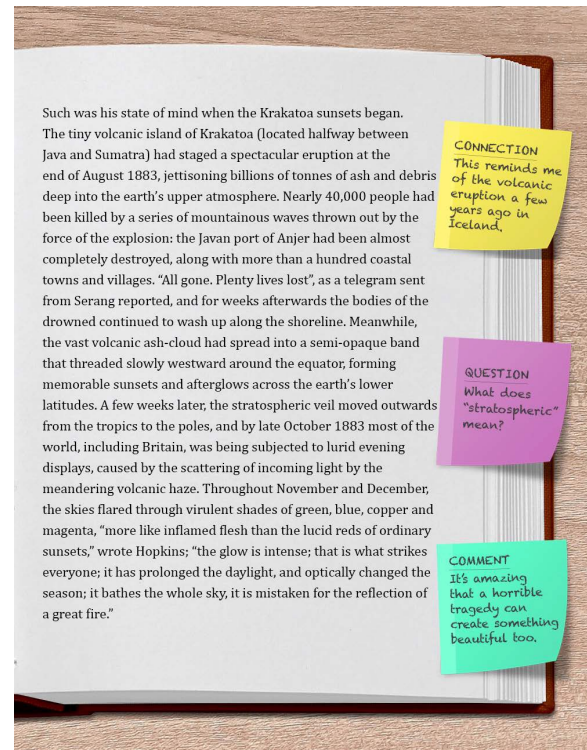 Such was his state of mind when the Krakatoa sunsets began.
The tiny volcanic island of Krakatoa (located halfway between
Java and Sumatra) had staged a spectacular eruption at the
end of August 1883, jettisoning billions of tonnes of ash and debris
deep into the earth's upper atmosphere. Nearly 40,000 people had
been killed by a series of mountainous waves thrown out by the
force of the explosion: the Javan port of Anjer had been almost
completely destroyed, along with more than a hundred coastal
towns and villages. “All gone. Plenty lives lost”, as a telegram sent
from Serang reported, and for weeks afterwards the bodies of the
drowned continued to wash up along the shoreline. Meanwhile,
the vast volcanic ash-cloud had spread into a semi-opaque band
that threaded slowly westward around the equator, forming
memorable sunsets and afterglows across the earth's lower
latitudes. A few weeks later, the stratospheric veil moved outwards
from the tropics to the poles, and by late October 1883 most of the
world, including Britain, was being subjected to lurid evening
displays, caused by the scattering of incoming light by the
meandering volcanic haze. Throughout November and December,
the skies flared through virulent shades of green, blue, copper and
magenta, “more like inflamed flesh than the lucid reds of ordinary
sunsets,” wrote Hopkins; “the glow is intense; that is what strikes
everyone; it has prolonged the daylight, and optically changed the
season; it bathes the whole sky, it is mistaken for the reflection of
a great fire.”
CONNECTION
This reminds me
of the volcanic
eruption a few
years ago in
Iceland.
QUESTION
What does
“stratospheric”
mean?
COMMENT
It's amazing
that a horrible
tragedy can
create something
beautiful too.